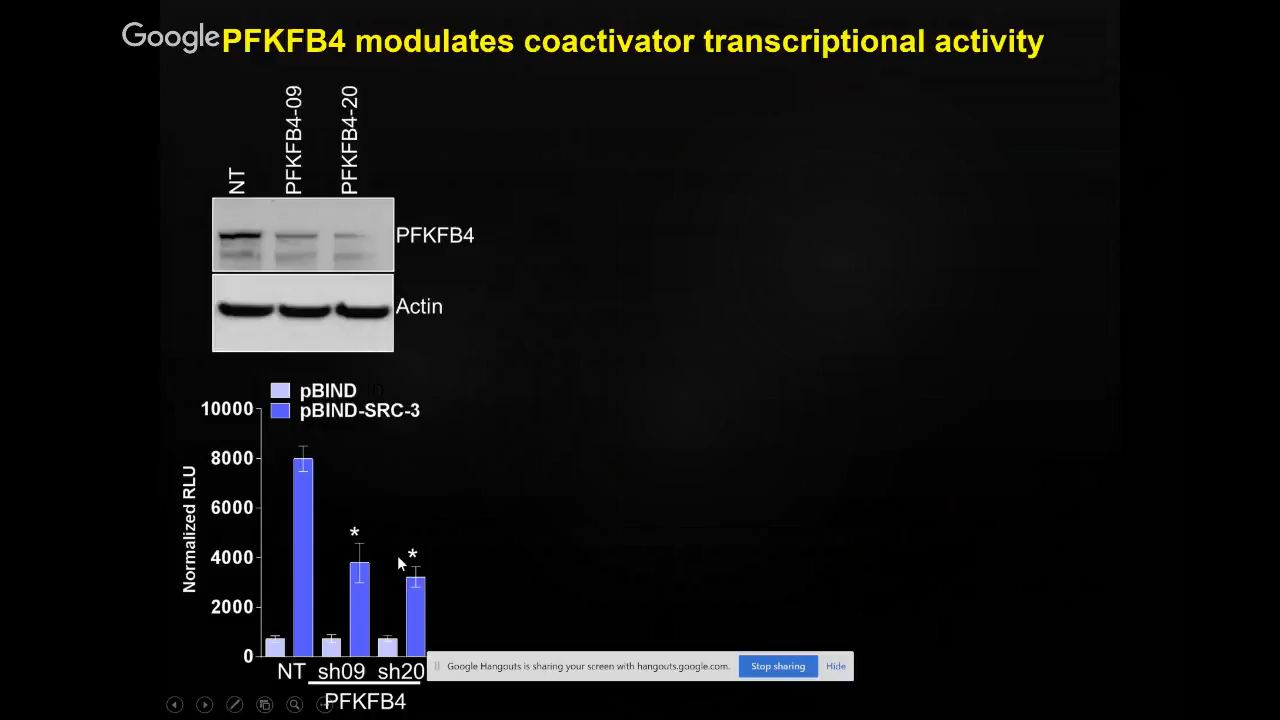 Google
PFKFB4 modulates coactivator transcriptional activity
NT
PFKFB4-09
PFKFB4-20
PFKFB4
Actin
pBIND
pBIND-SRC-3
10000
8000
6000
4000
2000
0
Normalized RLU
*
*
NT sh09 sh20
PFKFB4
Google Hangouts is sharing your screen with hangouts.google.com.
Stop sharing
Hide